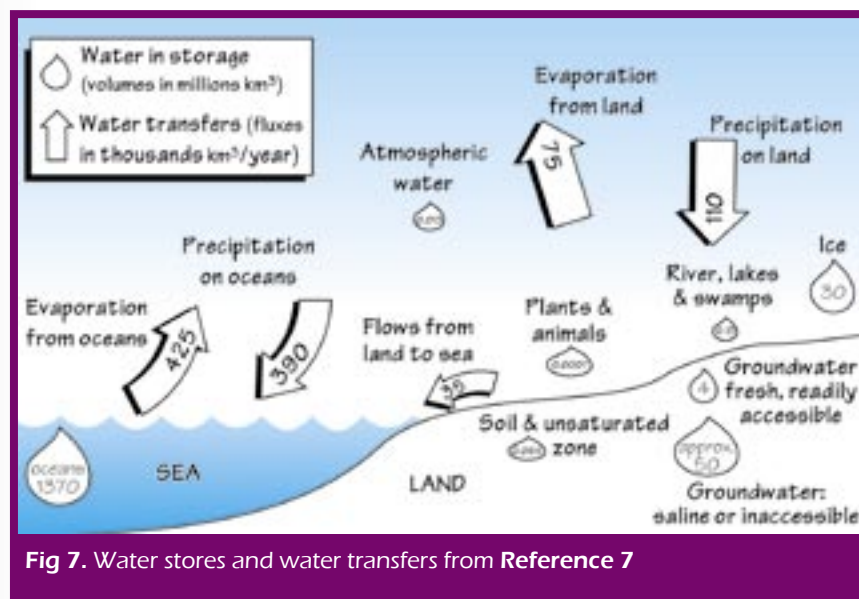 Water in storage
(volumes in millions km³)
Water transfers (fluxes
in thousands km³/year)
Evaporation
from land
75
Precipitation
on land
110
Atmospheric
water
Precipitation
on oceans
390
Evaporation
from oceans
425
Ice
30
River, lakes
& swamps
Plants &
animals
Flows from
land to sea
35
Groundwater
fresh, readily
accessible
4
Soil & unsaturated
zone
approx.
60
Groundwater:
saline or inaccessible
oceans
1370
SEA
LAND
Fig 7. Water stores and water transfers from Reference 7